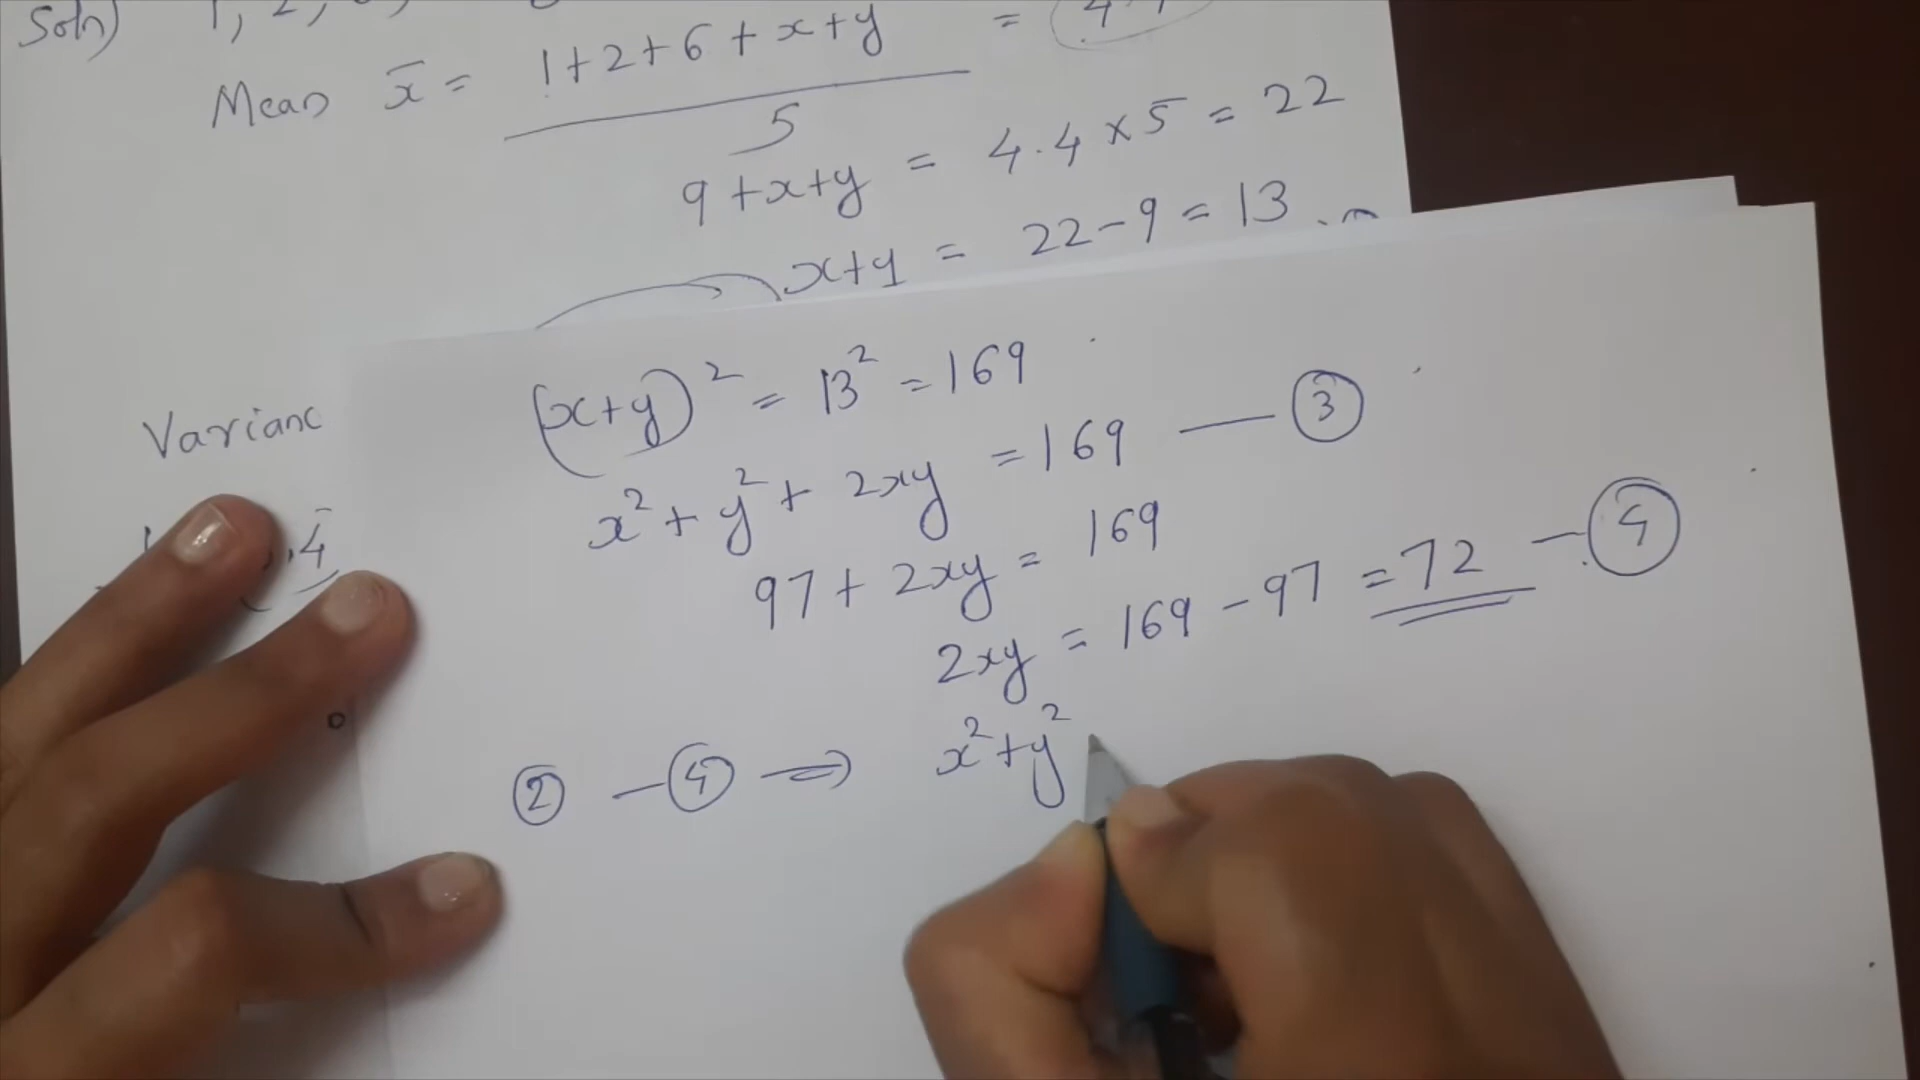 Soln) 1, 2,
Mean x̄ = 1+2+6+x+y / 5 =
9+x+y = 4.4×5 = 22
x+y = 22-9 = 13
(x+y)² = 13² = 169
x²+y²+2xy = 169 — ③
Varianc
.4
97+2xy = 169
2xy = 169-97 = 72 — ④
② — ④ ⇒ x²+y²